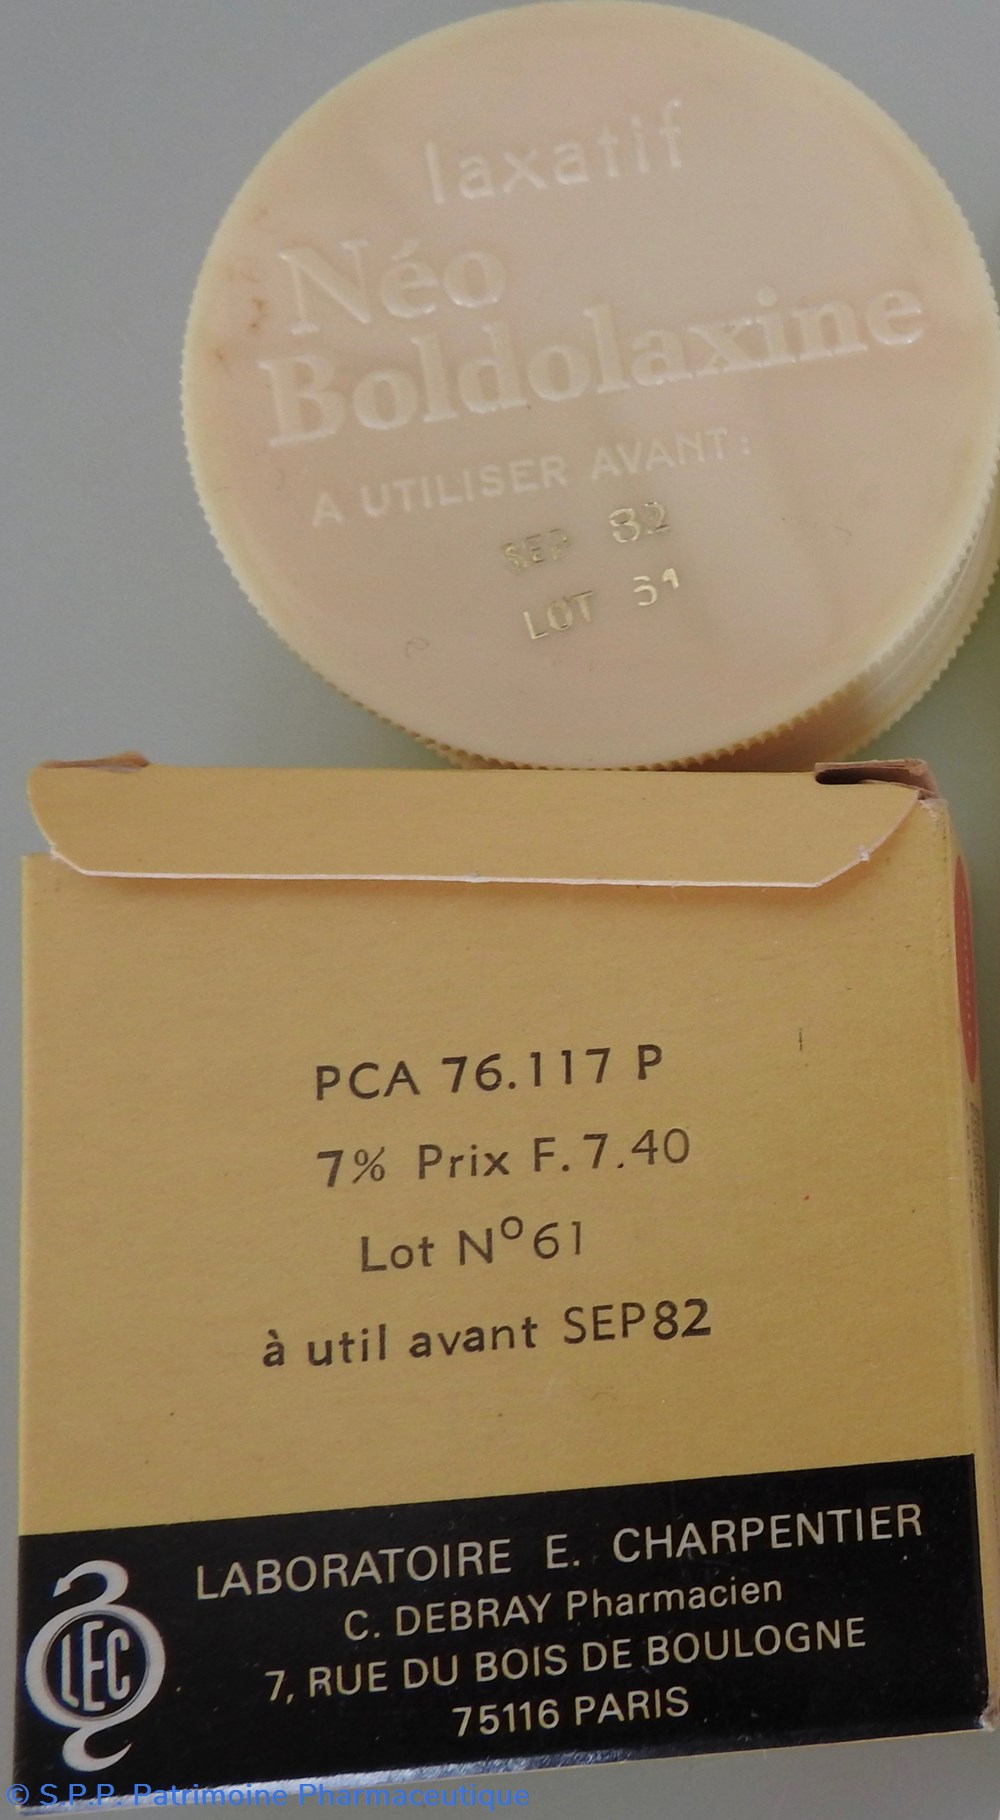 laxatif
Néo
Boldolaxine
A UTILISER AVANT :
SEP 82
LOT 61
PCA 76.117 P
7% Prix F. 7.40
Lot Nº 61
à util avant SEP82
LABORATOIRE E. CHARPENTIER
C. DEBRAY Pharmacien
7, RUE DU BOIS DE BOULOGNE
75116 PARIS
LEC
© S.P.P. Patrimoine Pharmaceutique